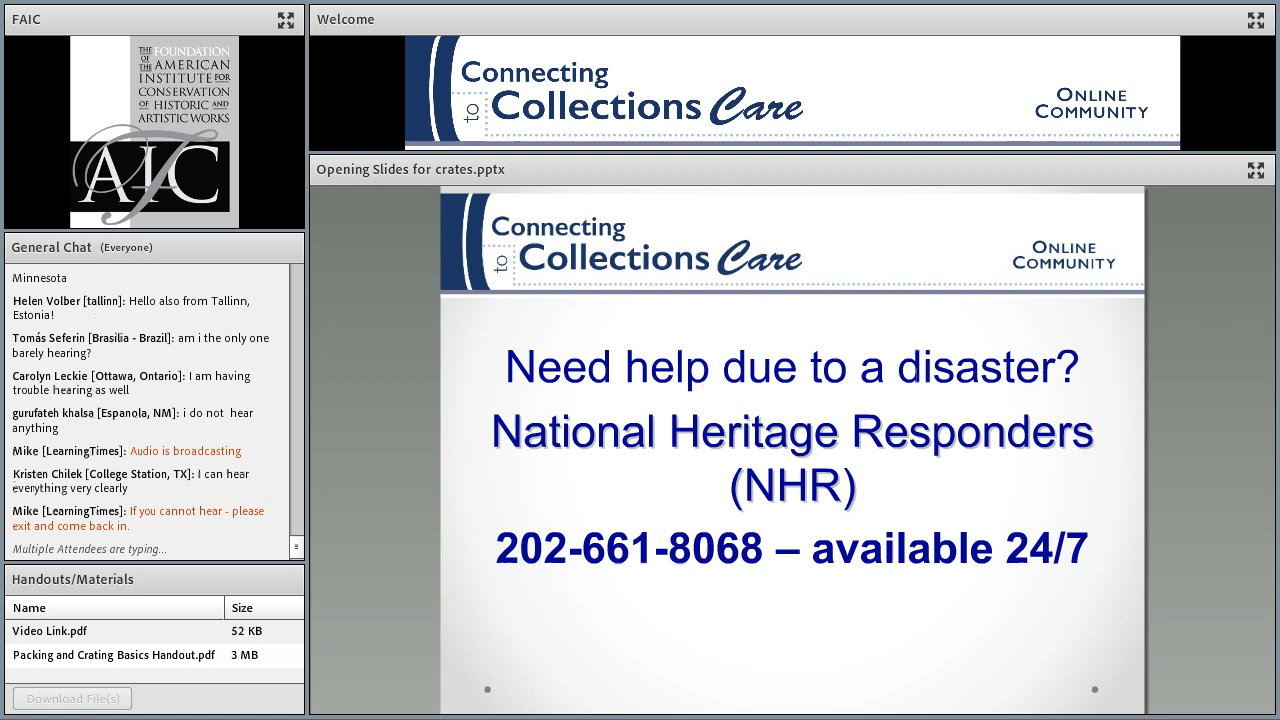 FAIC
THE FOUNDATION
OF THE AMERICAN
INSTITUTE FOR
CONSERVATION
OF HISTORIC AND
ARTISTIC WORKS
FAIC
General Chat (Everyone)
Minnesota
Helen Volber [tallinn]: Hello also from Tallinn,
Estonia!
Tomás Seferin [Brasilia - Brazil]: am i the only one
barely hearing?
Carolyn Leckie [Ottawa, Ontario]: I am having
trouble hearing as well
gurufateh khalsa [Espanola, NM]: i do not hear
anything
Mike [LearningTimes]: Audio is broadcasting
Kristen Chilek [College Station, TX]: I can hear
everything very clearly
Mike [LearningTimes]: If you cannot hear - please
exit and come back in.
Multiple Attendees are typing...
Handouts/Materials
Name Size
Video Link.pdf 52 KB
Packing and Crating Basics Handout.pdf 3 MB
Download File(s)
Welcome
Connecting
to Collections Care
ONLINE
COMMUNITY
Opening Slides for crates.pptx
Connecting
to Collections Care
ONLINE
COMMUNITY
Need help due to a disaster?
National Heritage Responders
(NHR)
202-661-8068 – available 24/7